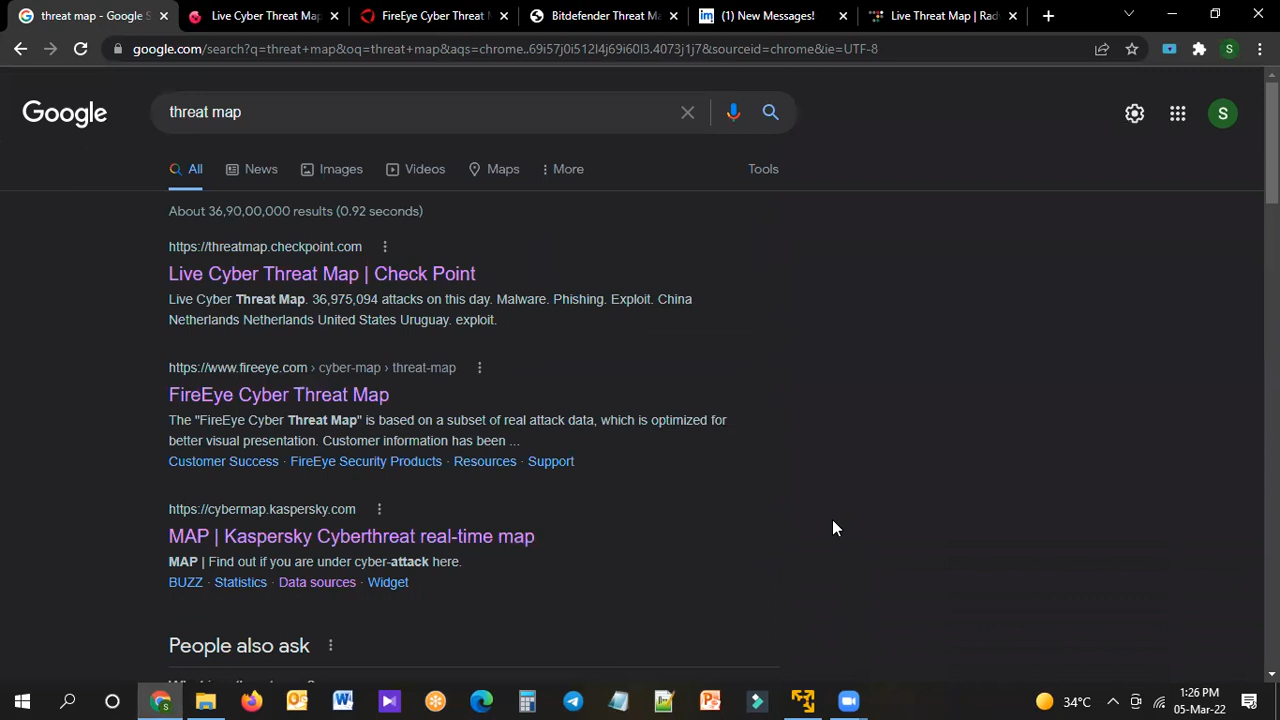 threat map - Google S
Live Cyber Threat Map
FireEye Cyber Threat M
Bitdefender Threat Ma
(1) New Messages!
Live Threat Map | Rad
google.com/search?q=threat+map&oq=threat+map&aqs=chrome..69i57j0i512l4j69i60l3.4073j1j7&sourceid=chrome&ie=UTF-8
S
Google
threat map
S
All
News
Images
Videos
Maps
More
Tools
About 36,90,00,000 results (0.92 seconds)
https://threatmap.checkpoint.com
Live Cyber Threat Map | Check Point
Live Cyber Threat Map. 36,975,094 attacks on this day. Malware. Phishing. Exploit. China
Netherlands Netherlands United States Uruguay. exploit.
https://www.fireeye.com › cyber-map › threat-map
FireEye Cyber Threat Map
The "FireEye Cyber Threat Map" is based on a subset of real attack data, which is optimized for
better visual presentation. Customer information has been ...
Customer Success · FireEye Security Products · Resources · Support
https://cybermap.kaspersky.com
MAP | Kaspersky Cyberthreat real-time map
MAP | Find out if you are under cyber-attack here.
BUZZ · Statistics · Data sources · Widget
People also ask
34°C
1:26 PM
05-Mar-22